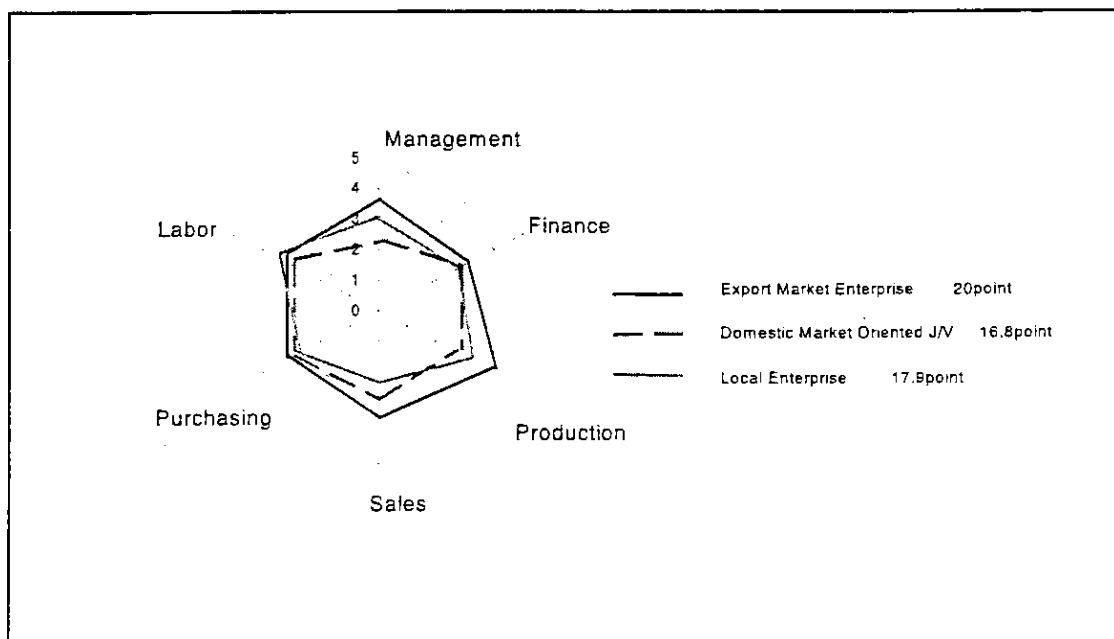 Management
5
4
3
2
1
0
Labor
Finance
Purchasing
Production
Sales
Export Market Enterprise 20point
Domestic Market Oriented J/V 16.8point
Local Enterprise 17.9point